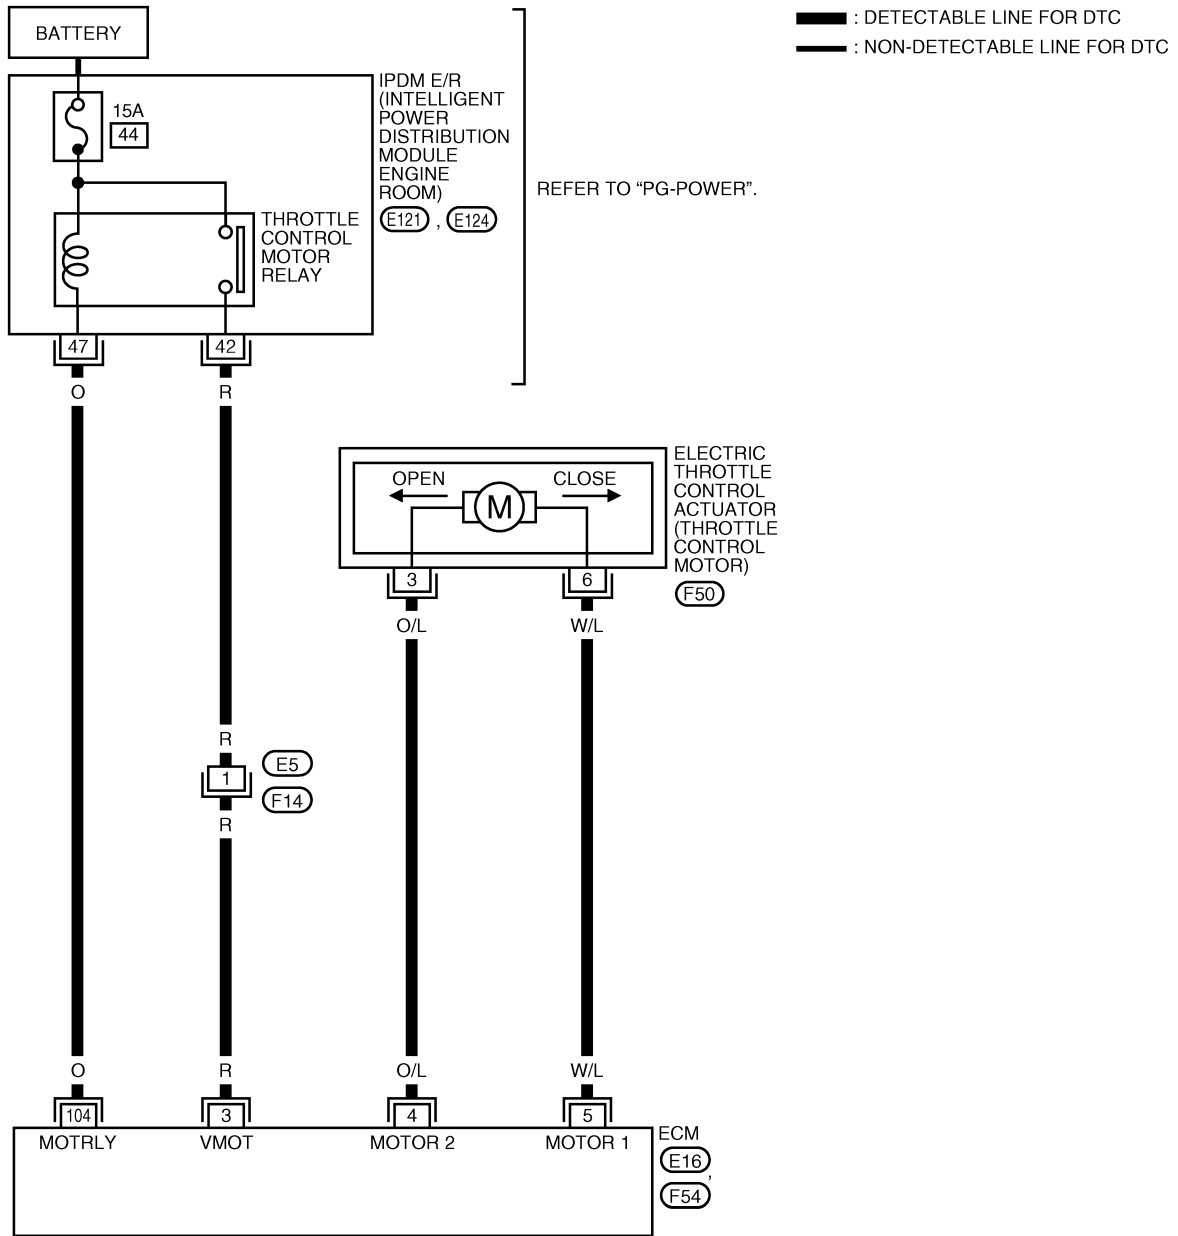 BATTERY
: DETECTABLE LINE FOR DTC
: NON-DETECTABLE LINE FOR DTC
15A
44
IPDM E/R
(INTELLIGENT
POWER
DISTRIBUTION
MODULE
ENGINE
ROOM)
E121 , E124
REFER TO “PG-POWER”.
THROTTLE
CONTROL
MOTOR
RELAY
47
42
O
R
OPEN
CLOSE
M
ELECTRIC
THROTTLE
CONTROL
ACTUATOR
(THROTTLE
CONTROL
MOTOR)
F50
3
6
O/L
W/L
R
1
E5
F14
R
O
R
O/L
W/L
104
3
4
5
MOTRLY
VMOT
MOTOR 2
MOTOR 1
ECM
E16 ,
F54